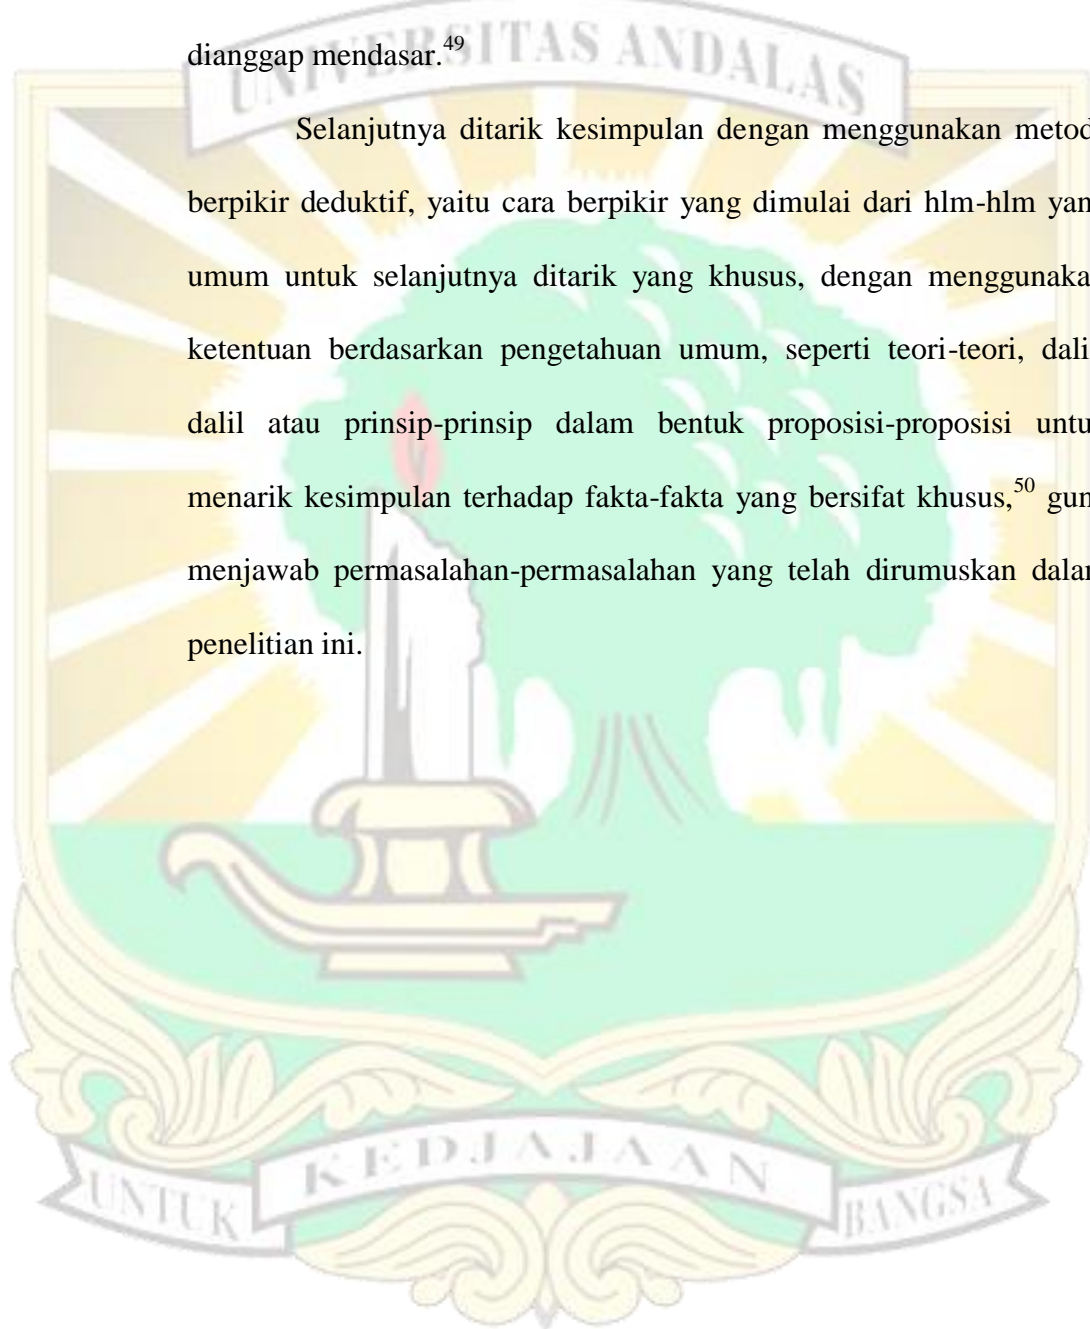 dianggap mendasar.49
UNIVERSITAS ANDALAS
Selanjutnya ditarik kesimpulan dengan menggunakan metod
berpikir deduktif, yaitu cara berpikir yang dimulai dari hlm-hlm yan
umum untuk selanjutnya ditarik yang khusus, dengan menggunaka
ketentuan berdasarkan pengetahuan umum, seperti teori-teori, dali
dalil atau prinsip-prinsip dalam bentuk proposisi-proposisi untu
menarik kesimpulan terhadap fakta-fakta yang bersifat khusus,50 gun
menjawab permasalahan-permasalahan yang telah dirumuskan dalam
penelitian ini.
UNTUK KEDJAJAAN BANGSA